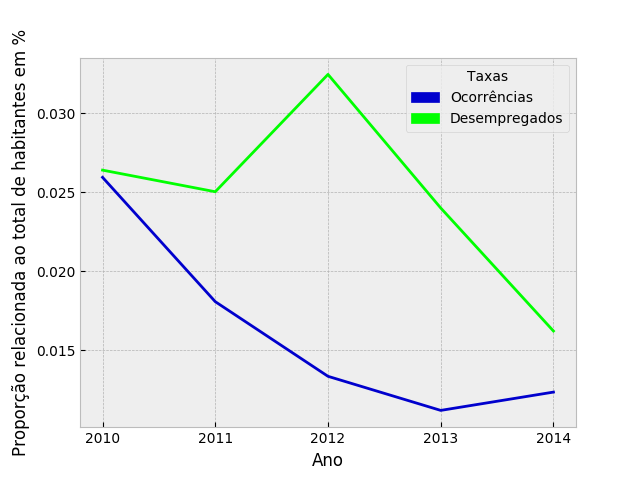 Proporção relacionada ao total de habitantes em %
0.030
0.025
0.020
0.015
Taxas
Ocorrências
Desempregados
2010 2011 2012 2013 2014
Ano